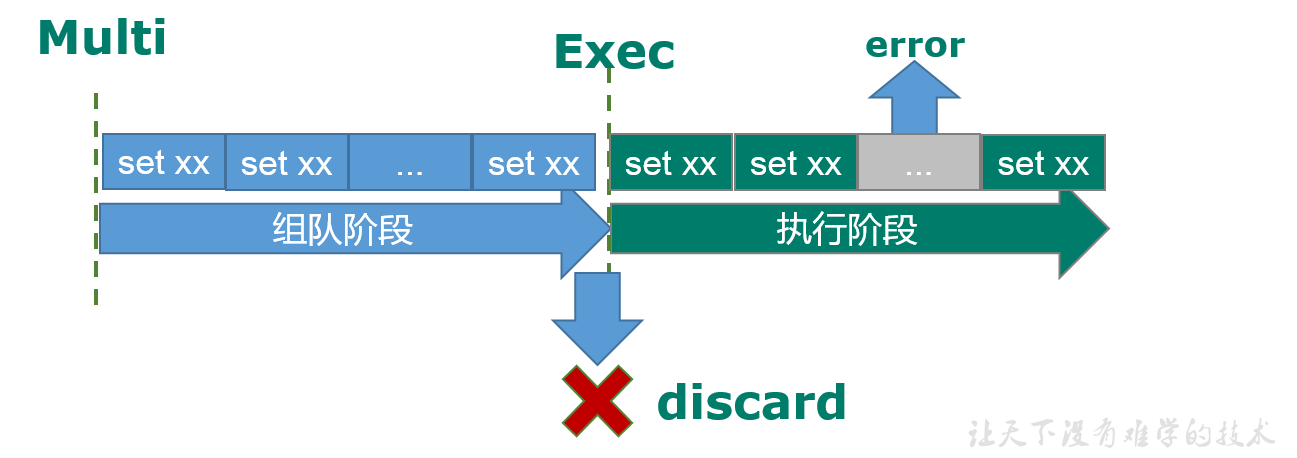 Multi
Exec
error
set xx
set xx
...
set xx
set xx
set xx
...
set xx
组队阶段
执行阶段
discard
让天下没有难学的技术